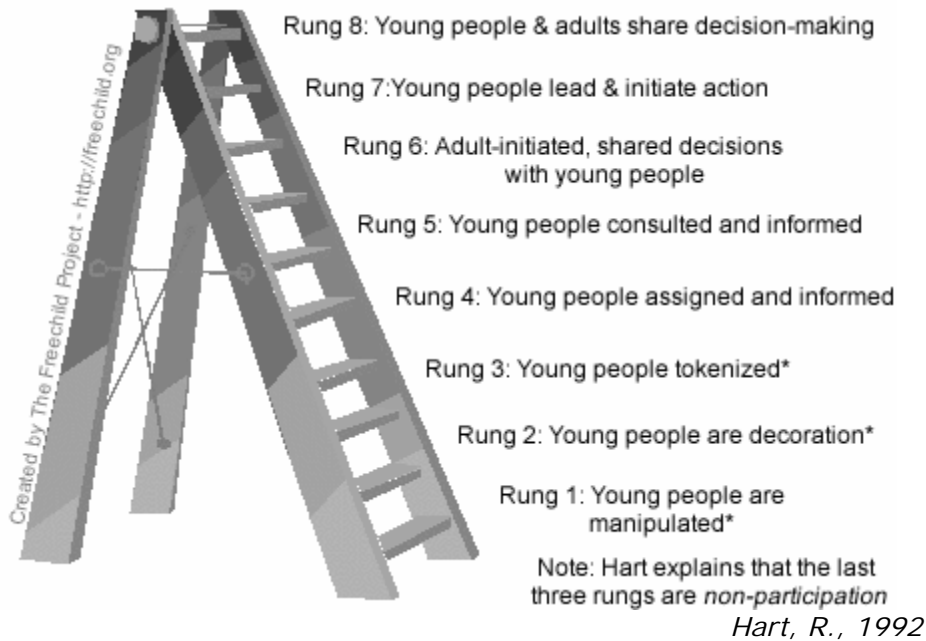 Rung 8: Young people & adults share decision-making
Rung 7:Young people lead & initiate action
Rung 6: Adult-initiated, shared decisions
with young people
Rung 5: Young people consulted and informed
Rung 4: Young people assigned and informed
Rung 3: Young people tokenized*
Rung 2: Young people are decoration*
Rung 1: Young people are
manipulated*
Note: Hart explains that the last
three rungs are non-participation
Hart, R., 1992
Created by The Freechild Project - http://freechild.org